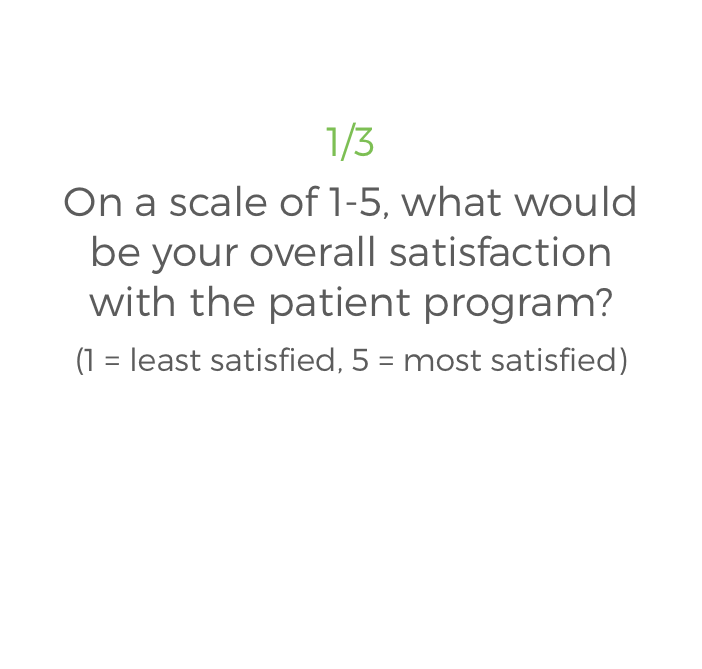 1/3
On a scale of 1-5, what would
be your overall satisfaction
with the patient program?
(1 = least satisfied, 5 = most satisfied)